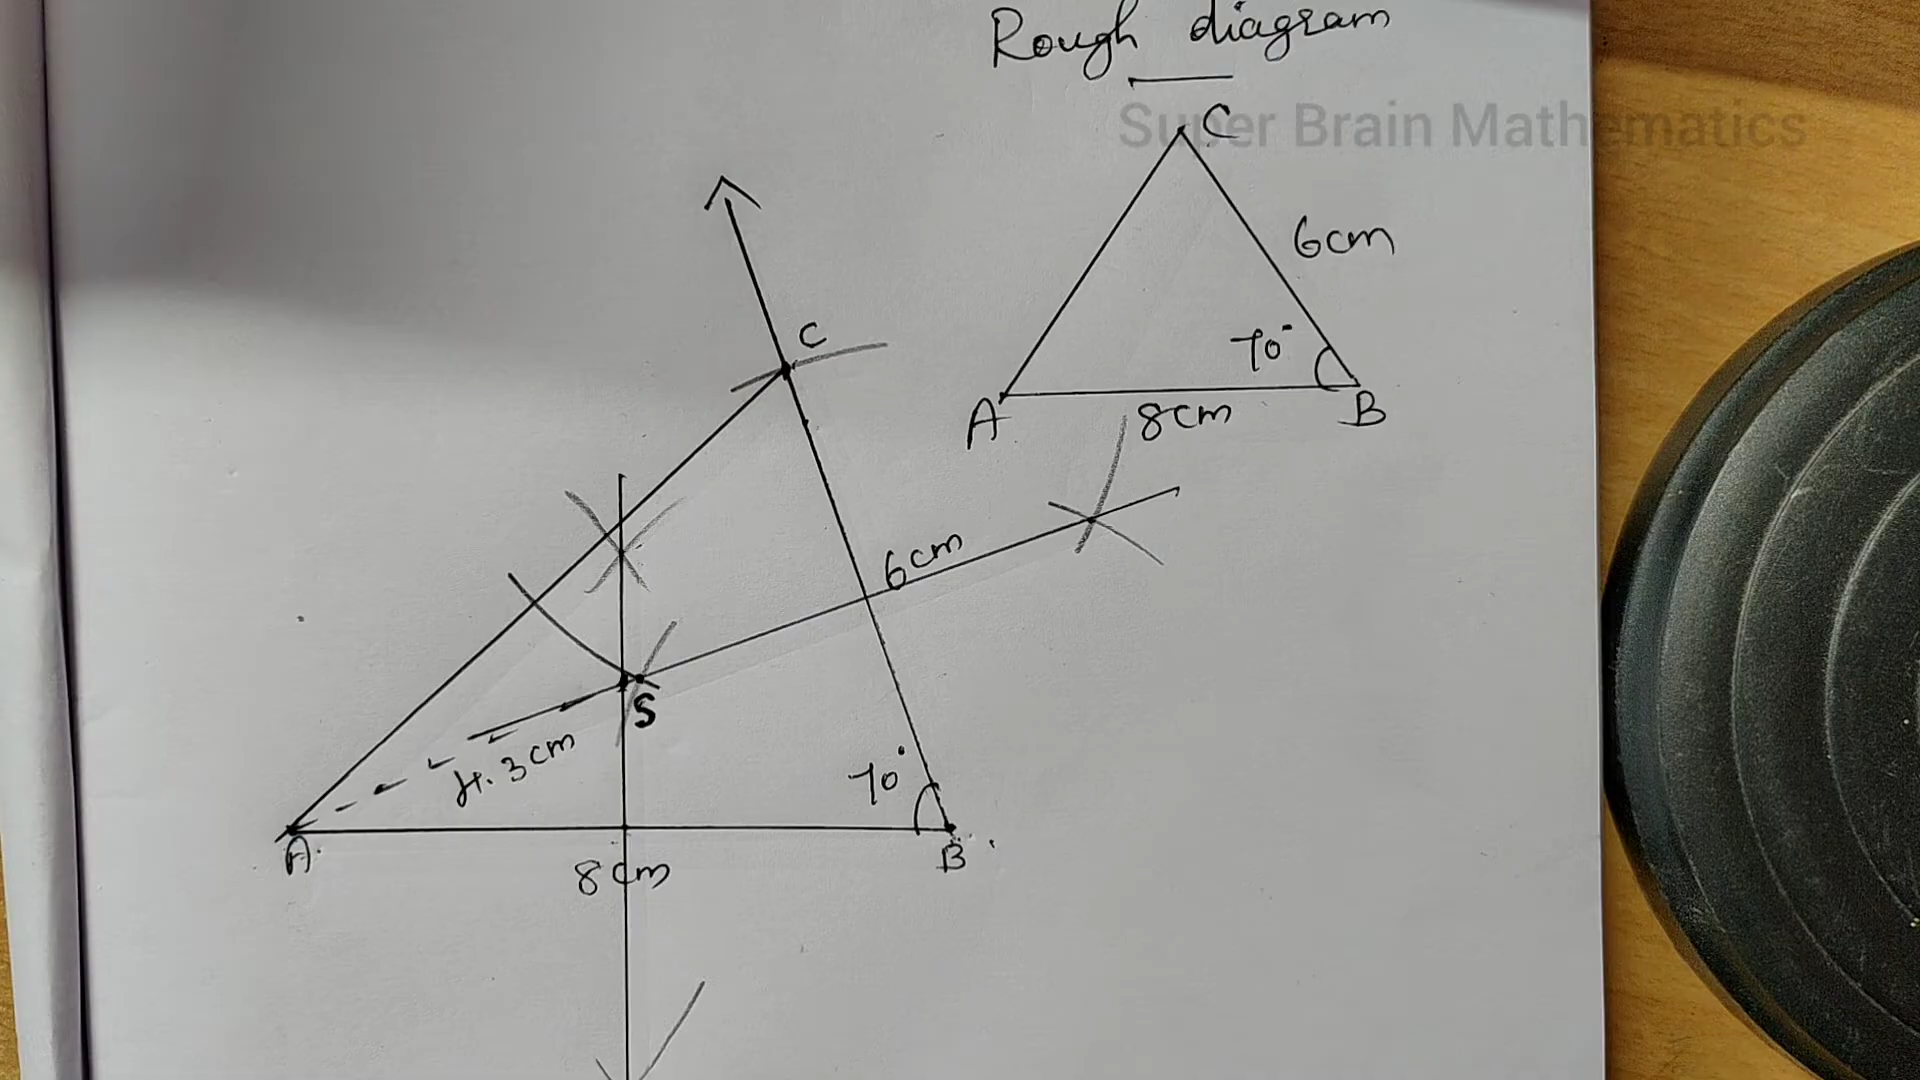 Rough diagram
Super Brain Mathematics
C
6cm
70°
A
8cm
B
C
6cm
S
4.3cm
70°
A
8cm
B